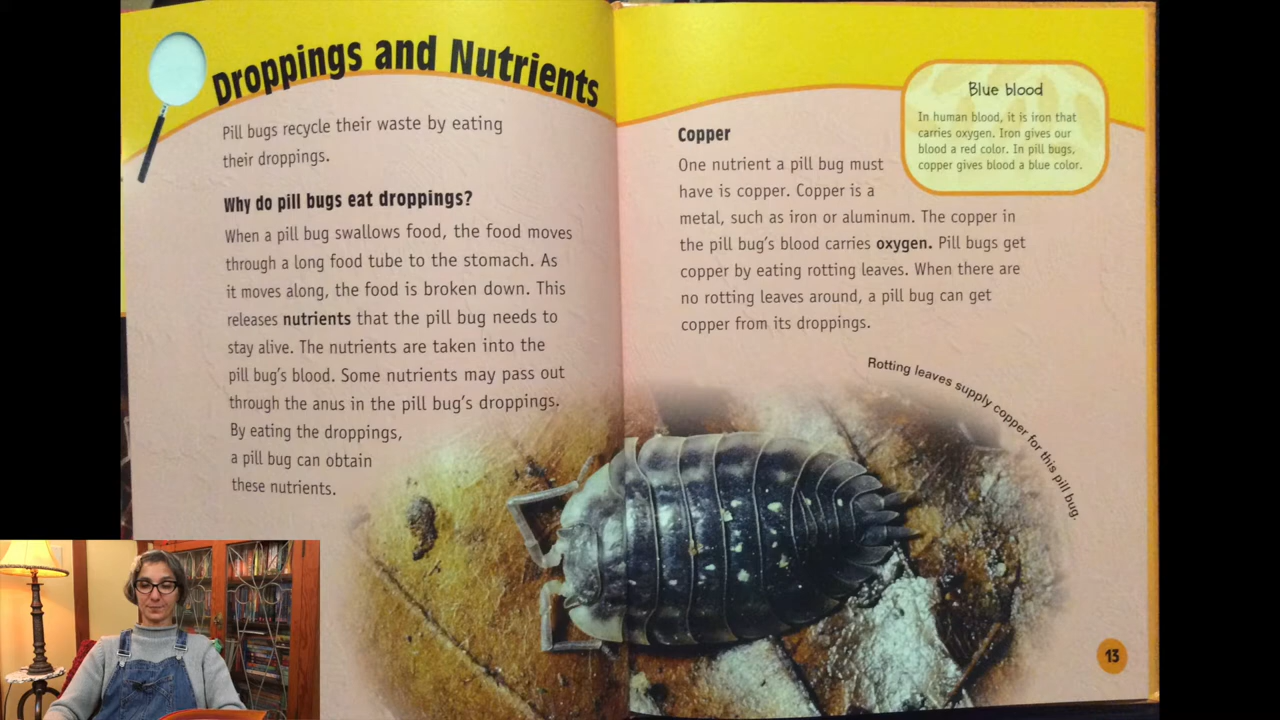 Droppings and Nutrients
Pill bugs recycle their waste by eating
their droppings.
Why do pill bugs eat droppings?
When a pill bug swallows food, the food moves
through a long food tube to the stomach. As
it moves along, the food is broken down. This
releases nutrients that the pill bug needs to
stay alive. The nutrients are taken into the
pill bug's blood. Some nutrients may pass out
through the anus in the pill bug's droppings.
By eating the droppings,
a pill bug can obtain
these nutrients.
Copper
One nutrient a pill bug must
have is copper. Copper is a
metal, such as iron or aluminum. The copper in
the pill bug's blood carries oxygen. Pill bugs get
copper by eating rotting leaves. When there are
no rotting leaves around, a pill bug can get
copper from its droppings.
Blue blood
In human blood, it is iron that
carries oxygen. Iron gives our
blood a red color. In pill bugs,
copper gives blood a blue color.
Rotting leaves supply copper for this pill bug.
13